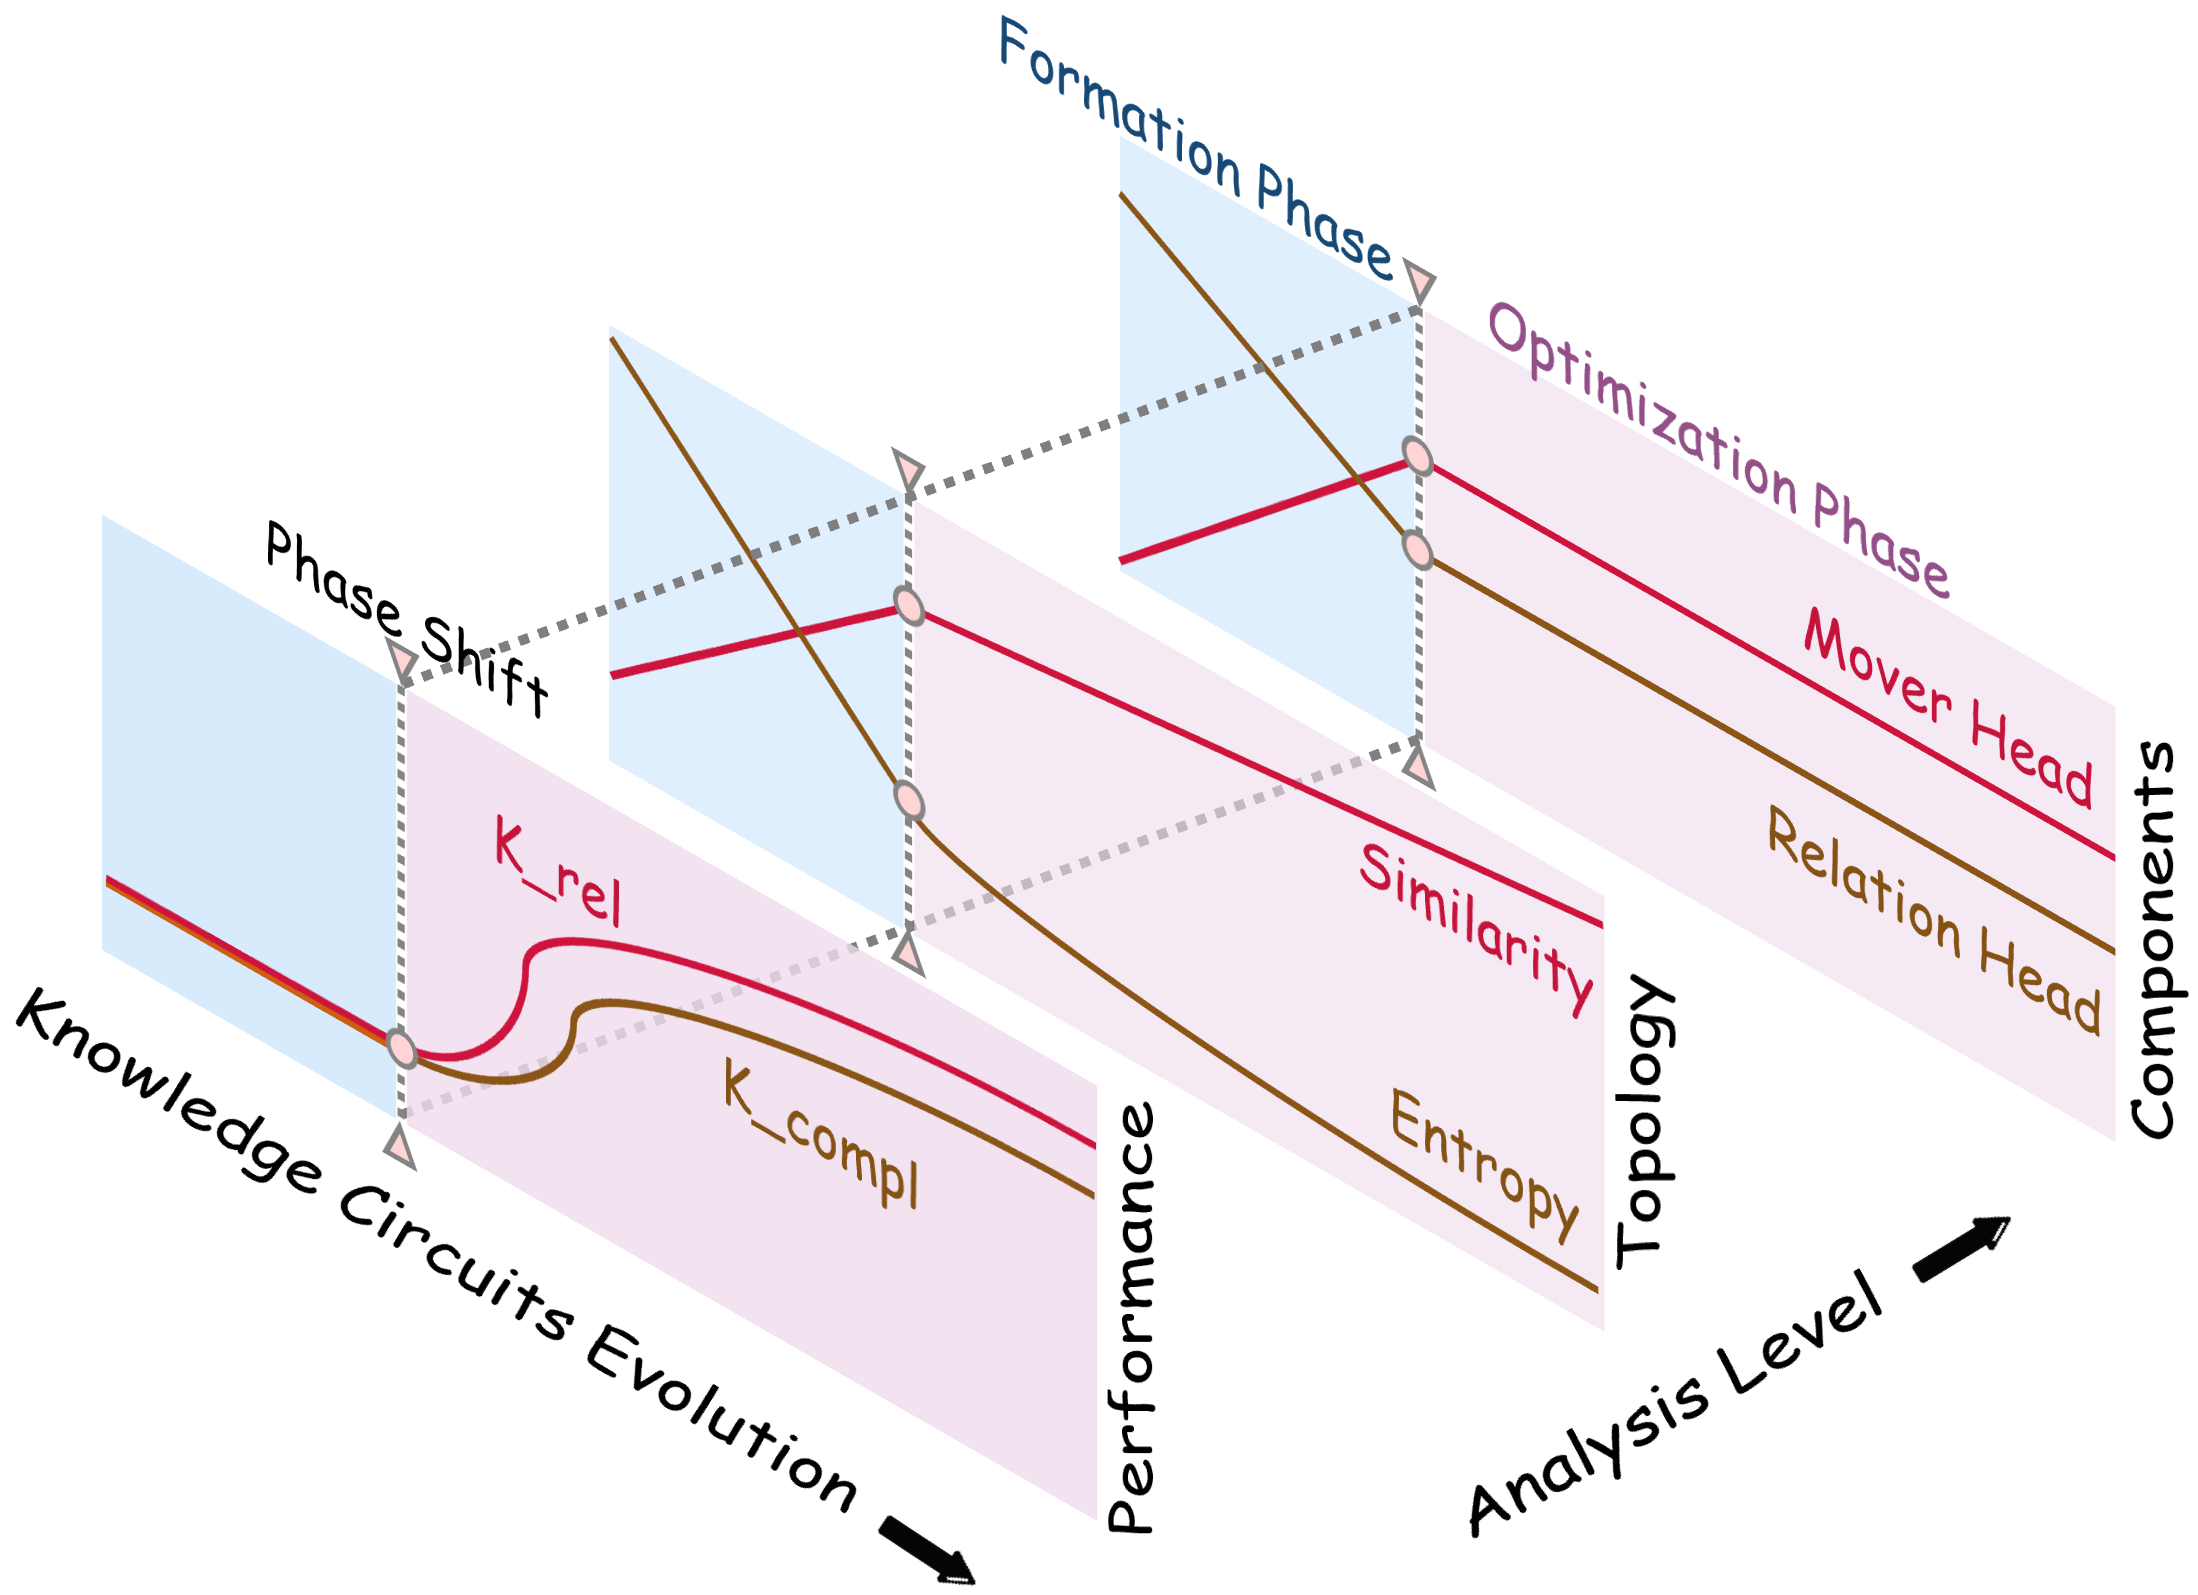 Formation Phase
Optimization Phase
Phase Shift
Mover Head
Relation Head
Components
K_rel
K_compl
Similarity
Entropy
Topology
Performance
Knowledge Circuits Evolution
Analysis Level